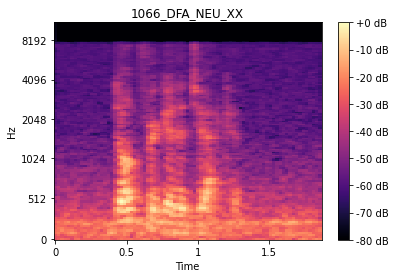 1066_DFA_NEU_XX
+0 dB
8192
-10 dB
4096
-20 dB
-30 dB
2048
-40 dB
Hz
1024
-50 dB
512
-60 dB
-70 dB
0
-80 dB
0 0.5 1 1.5
Time